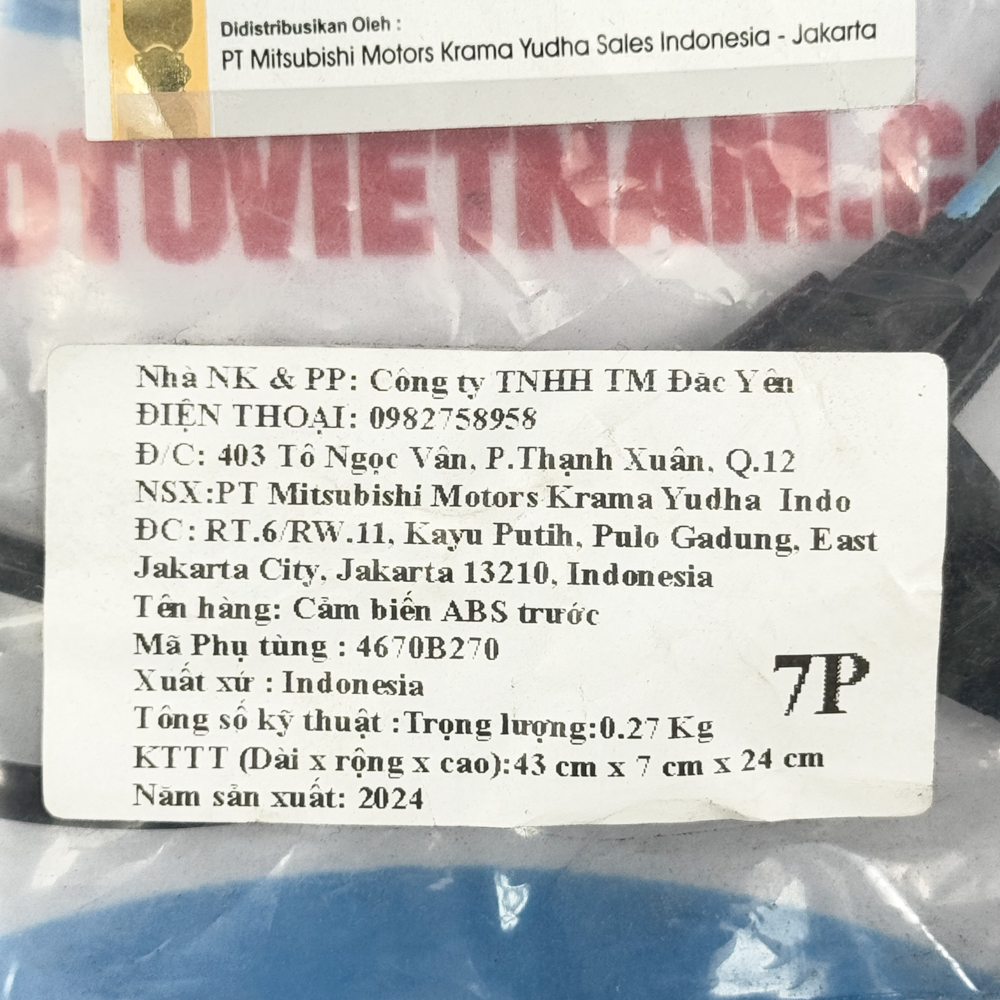 Didistribusikan Oleh :
PT Mitsubishi Motors Krama Yudha Sales Indonesia - Jakarta
OTOVIETNAM.C
Nhà NK & PP: Công ty TNHH TM Đăc Yên
ĐIỆN THOẠI: 0982758958
Đ/C: 403 Tô Ngọc Vân, P.Thạnh Xuân, Q.12
NSX:PT Mitsubishi Motors Krama Yudha Indo
ĐC: RT.6/RW.11, Kayu Putih, Pulo Gadung, East
Jakarta City, Jakarta 13210, Indonesia
Tên hàng: Cảm biến ABS trước
Mã Phụ tùng : 4670B270
Xuất xứ : Indonesia
7P
Tông số kỹ thuật :Trọng lượng:0.27 Kg
KTTT (Dài x rộng x cao):43 cm x 7 cm x 24 cm
Năm sản xuất: 2024